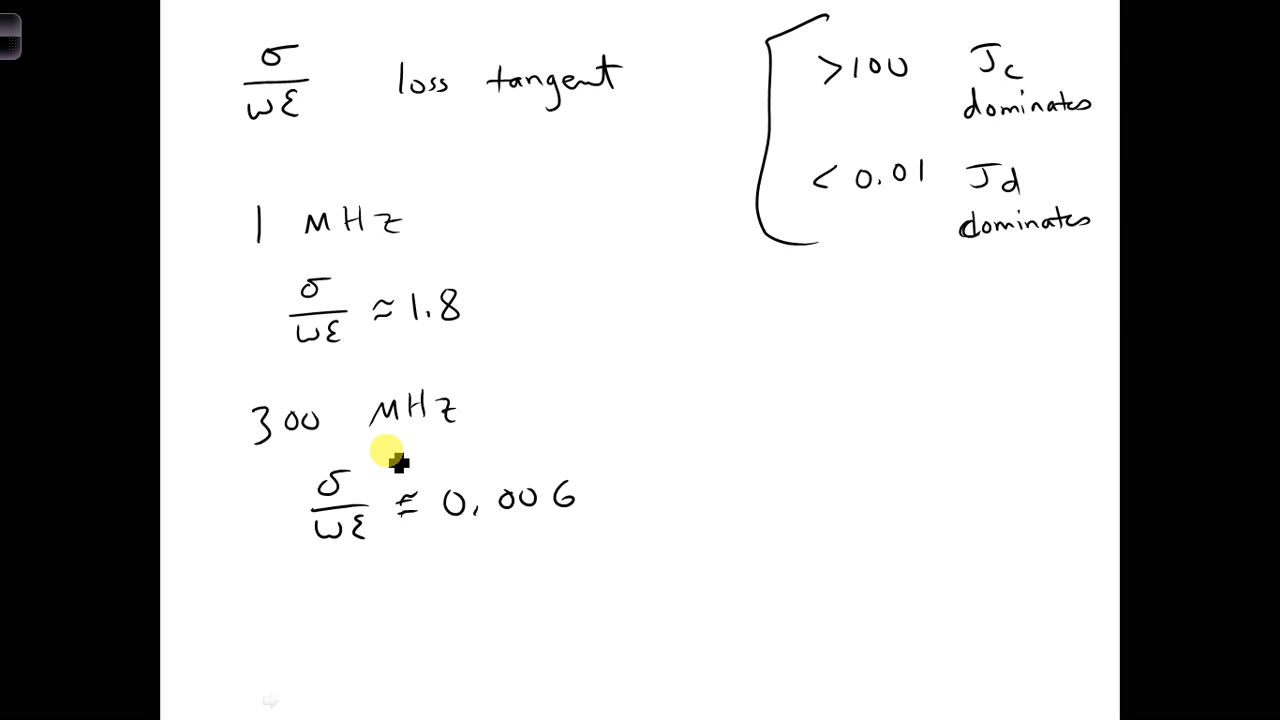 σ/ωε loss tangent
>100 Jc dominates
< 0.01 Jd dominates
1 MHz
σ/ωε ≈ 1.8
300 MHz
σ/ωε ≈ 0.006